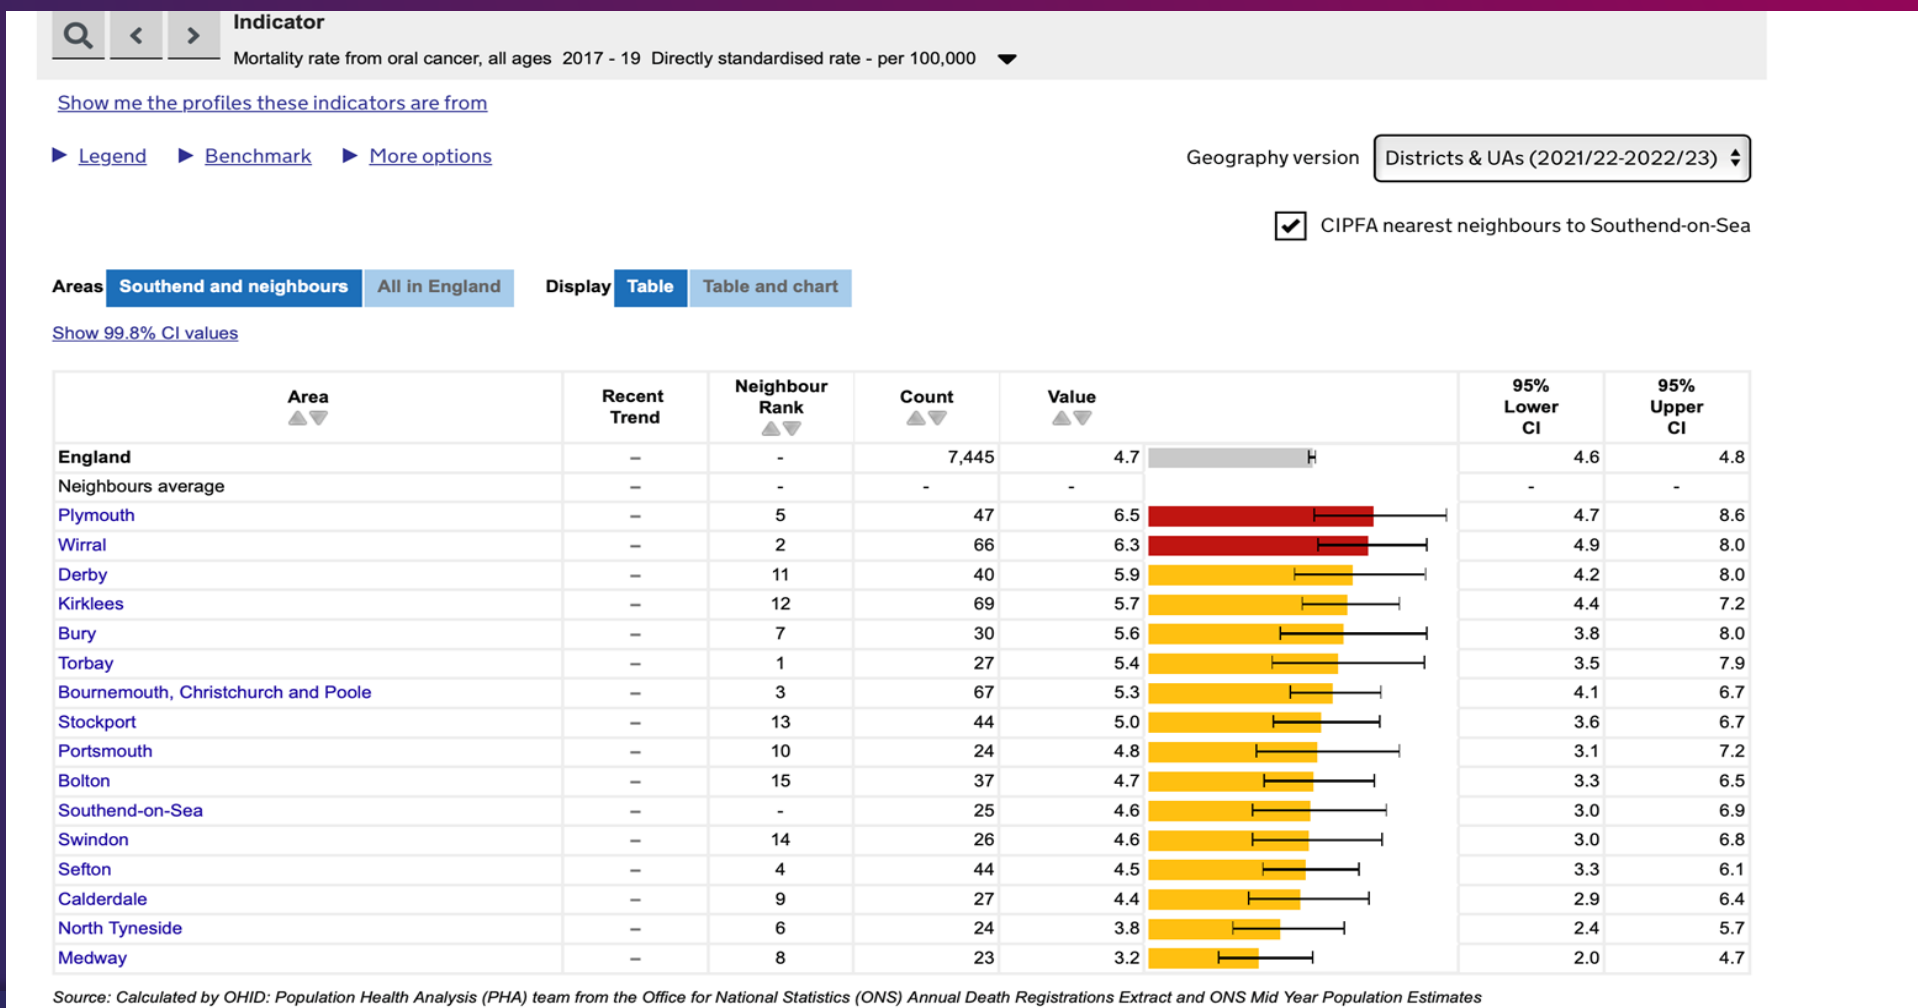 Indicator
Mortality rate from oral cancer, all ages 2017 - 19 Directly standardised rate - per 100,000
Show me the profiles these indicators are from
Legend Benchmark More options
Geography version Districts & UAs (2021/22-2022/23)
CIPFA nearest neighbours to Southend-on-Sea
Areas Southend and neighbours All in England Display Table Table and chart
Show 99.8% CI values
Area Recent Trend Neighbour Rank Count Value 95% Lower CI 95% Upper CI
England – - 7,445 4.7 4.6 4.8
Neighbours average – - - - - -
Plymouth – 5 47 6.5 4.7 8.6
Wirral – 2 66 6.3 4.9 8.0
Derby – 11 40 5.9 4.2 8.0
Kirklees – 12 69 5.7 4.4 7.2
Bury – 7 30 5.6 3.8 8.0
Torbay – 1 27 5.4 3.5 7.9
Bournemouth, Christchurch and Poole – 3 67 5.3 4.1 6.7
Stockport – 13 44 5.0 3.6 6.7
Portsmouth – 10 24 4.8 3.1 7.2
Bolton – 15 37 4.7 3.3 6.5
Southend-on-Sea – - 25 4.6 3.0 6.9
Swindon – 14 26 4.6 3.0 6.8
Sefton – 4 44 4.5 3.3 6.1
Calderdale – 9 27 4.4 2.9 6.4
North Tyneside – 6 24 3.8 2.4 5.7
Medway – 8 23 3.2 2.0 4.7
Source: Calculated by OHID: Population Health Analysis (PHA) team from the Office for National Statistics (ONS) Annual Death Registrations Extract and ONS Mid Year Population Estimates